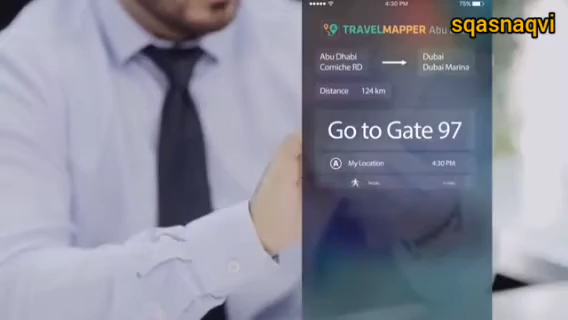 4:30 PM
75%
sqasnaqvi
TRAVELMAPPER Abu
Abu Dhabi
Corniche RD
Dubai
Dubai Marina
Distance 124 km
Go to Gate 97
A My Location 4:30 PM